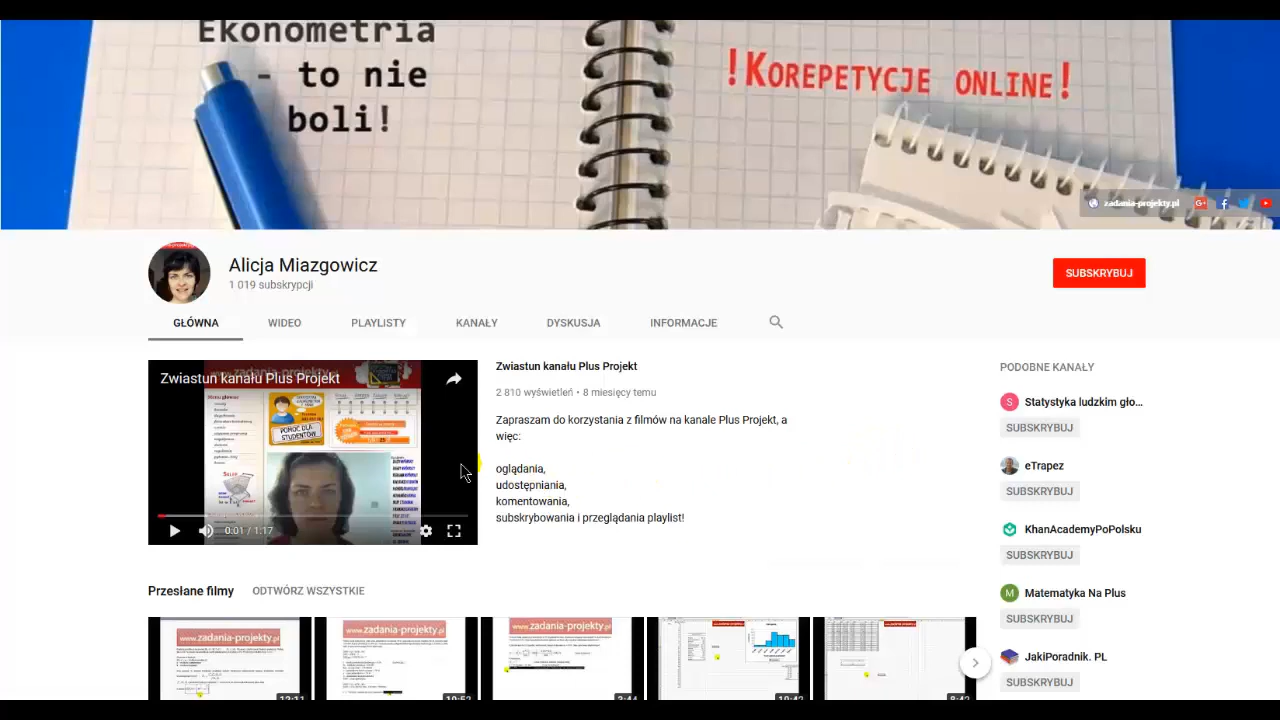 Ekonometria
- to nie
boli!
!Korepetycje online!
zadania-projekty.pl
Alicja Miazgowicz
1 019 subskrypcji
SUBSKRYBUJ
GŁÓWNA
WIDEO
PLAYLISTY
KANAŁY
DYSKUSJA
INFORMACJE
Zwiastun kanału Plus Projekt
POMOC DLA
STUDENTÓW
0:01 / 1:17
Zwiastun kanału Plus Projekt
2 810 wyświetleń • 8 miesięcy temu
Zapraszam do korzystania z filmów na kanale Plus Projekt, a
więc:
oglądania,
udostępniania,
komentowania,
subskrybowania i przeglądania playlist!
PODOBNE KANAŁY
S
Statystyka ludzkim gło...
SUBSKRYBUJ
eTrapez
SUBSKRYBUJ
KhanAcademyPoPolsku
SUBSKRYBUJ
M
Matematyka Na Plus
SUBSKRYBUJ
JakiPoradnik. PL
SUBSKRYBUJ
Przesłane filmy
ODTWÓRZ WSZYSTKIE
www.zadania-projekty.pl
www.zadania-projekty.pl
www.zadania-projekty.pl